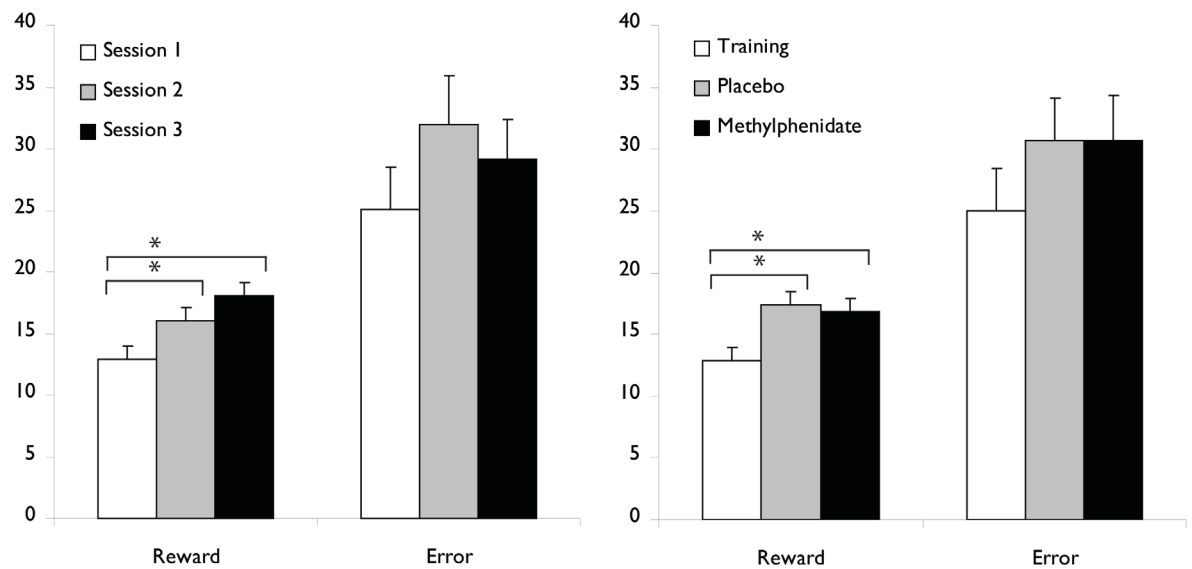 40
35
30
25
20
15
10
5
0
Session 1
Session 2
Session 3
*
*
Reward Error
40
35
30
25
20
15
10
5
0
Training
Placebo
Methylphenidate
*
*
Reward Error